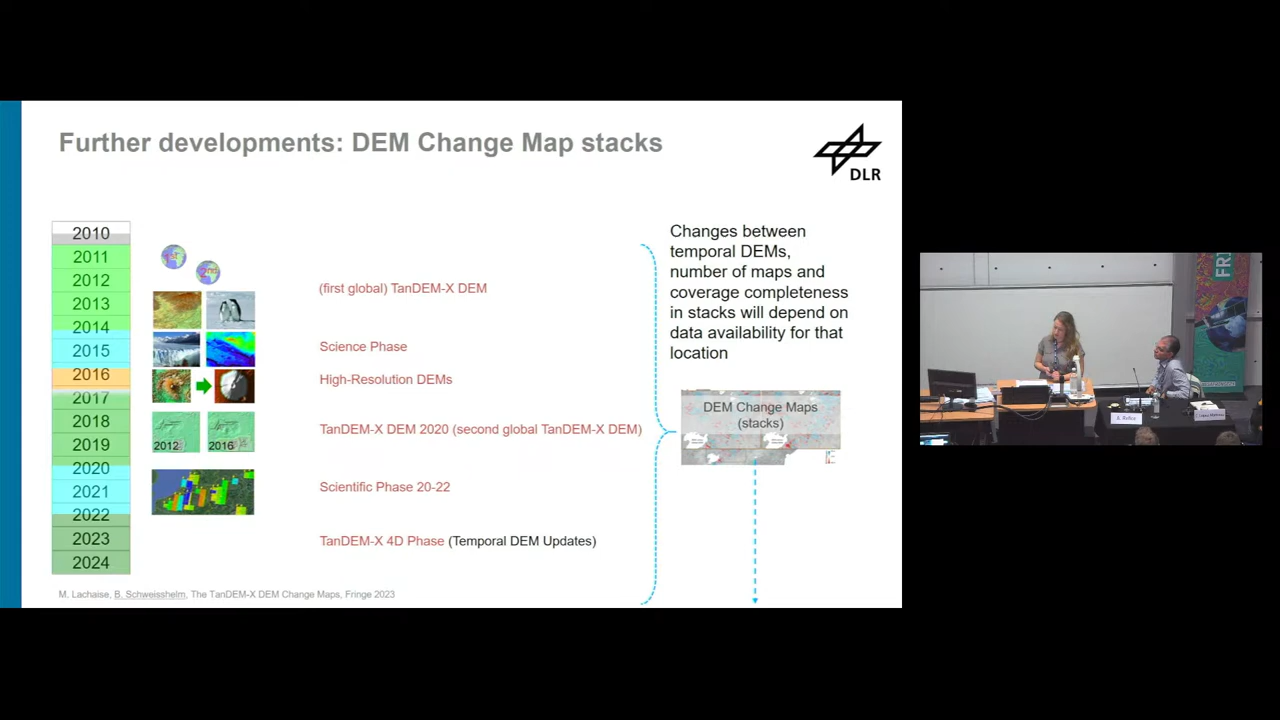 Further developments: DEM Change Map stacks
DLR
2010
2011
2012
2013
2014
2015
2016
2017
2018
2019
2020
2021
2022
2023
2024
1st
2nd
2012
2016
(first global) TanDEM-X DEM
Science Phase
High-Resolution DEMs
TanDEM-X DEM 2020 (second global TanDEM-X DEM)
Scientific Phase 20-22
TanDEM-X 4D Phase (Temporal DEM Updates)
Changes between
temporal DEMs,
number of maps and
coverage completeness
in stacks will depend on
data availability for that
location
DEM Change Maps
(stacks)
M. Lachaise, B. Schweisshelm, The TanDEM-X DEM Change Maps, Fringe 2023
FRI